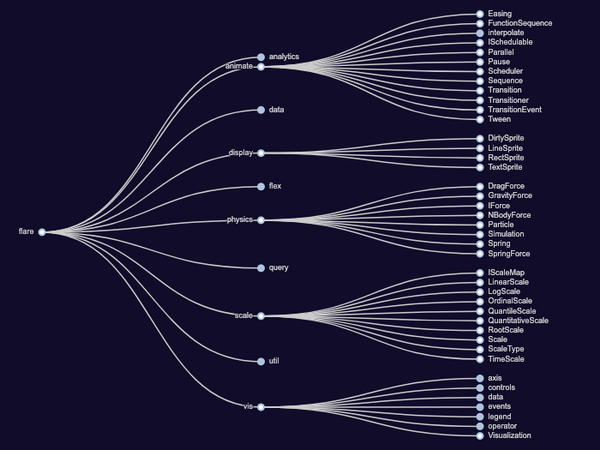 flare
analytics
animate
Easing
FunctionSequence
interpolate
ISchedulable
Parallel
Pause
Scheduler
Sequence
Transition
Transitioner
TransitionEvent
Tween
data
display
DirtySprite
LineSprite
RectSprite
TextSprite
flex
physics
DragForce
GravityForce
IForce
NBodyForce
Particle
Simulation
Spring
SpringForce
query
scale
IScaleMap
LinearScale
LogScale
OrdinalScale
QuantileScale
QuantitativeScale
RootScale
Scale
ScaleType
TimeScale
util
vis
axis
controls
data
events
legend
operator
Visualization